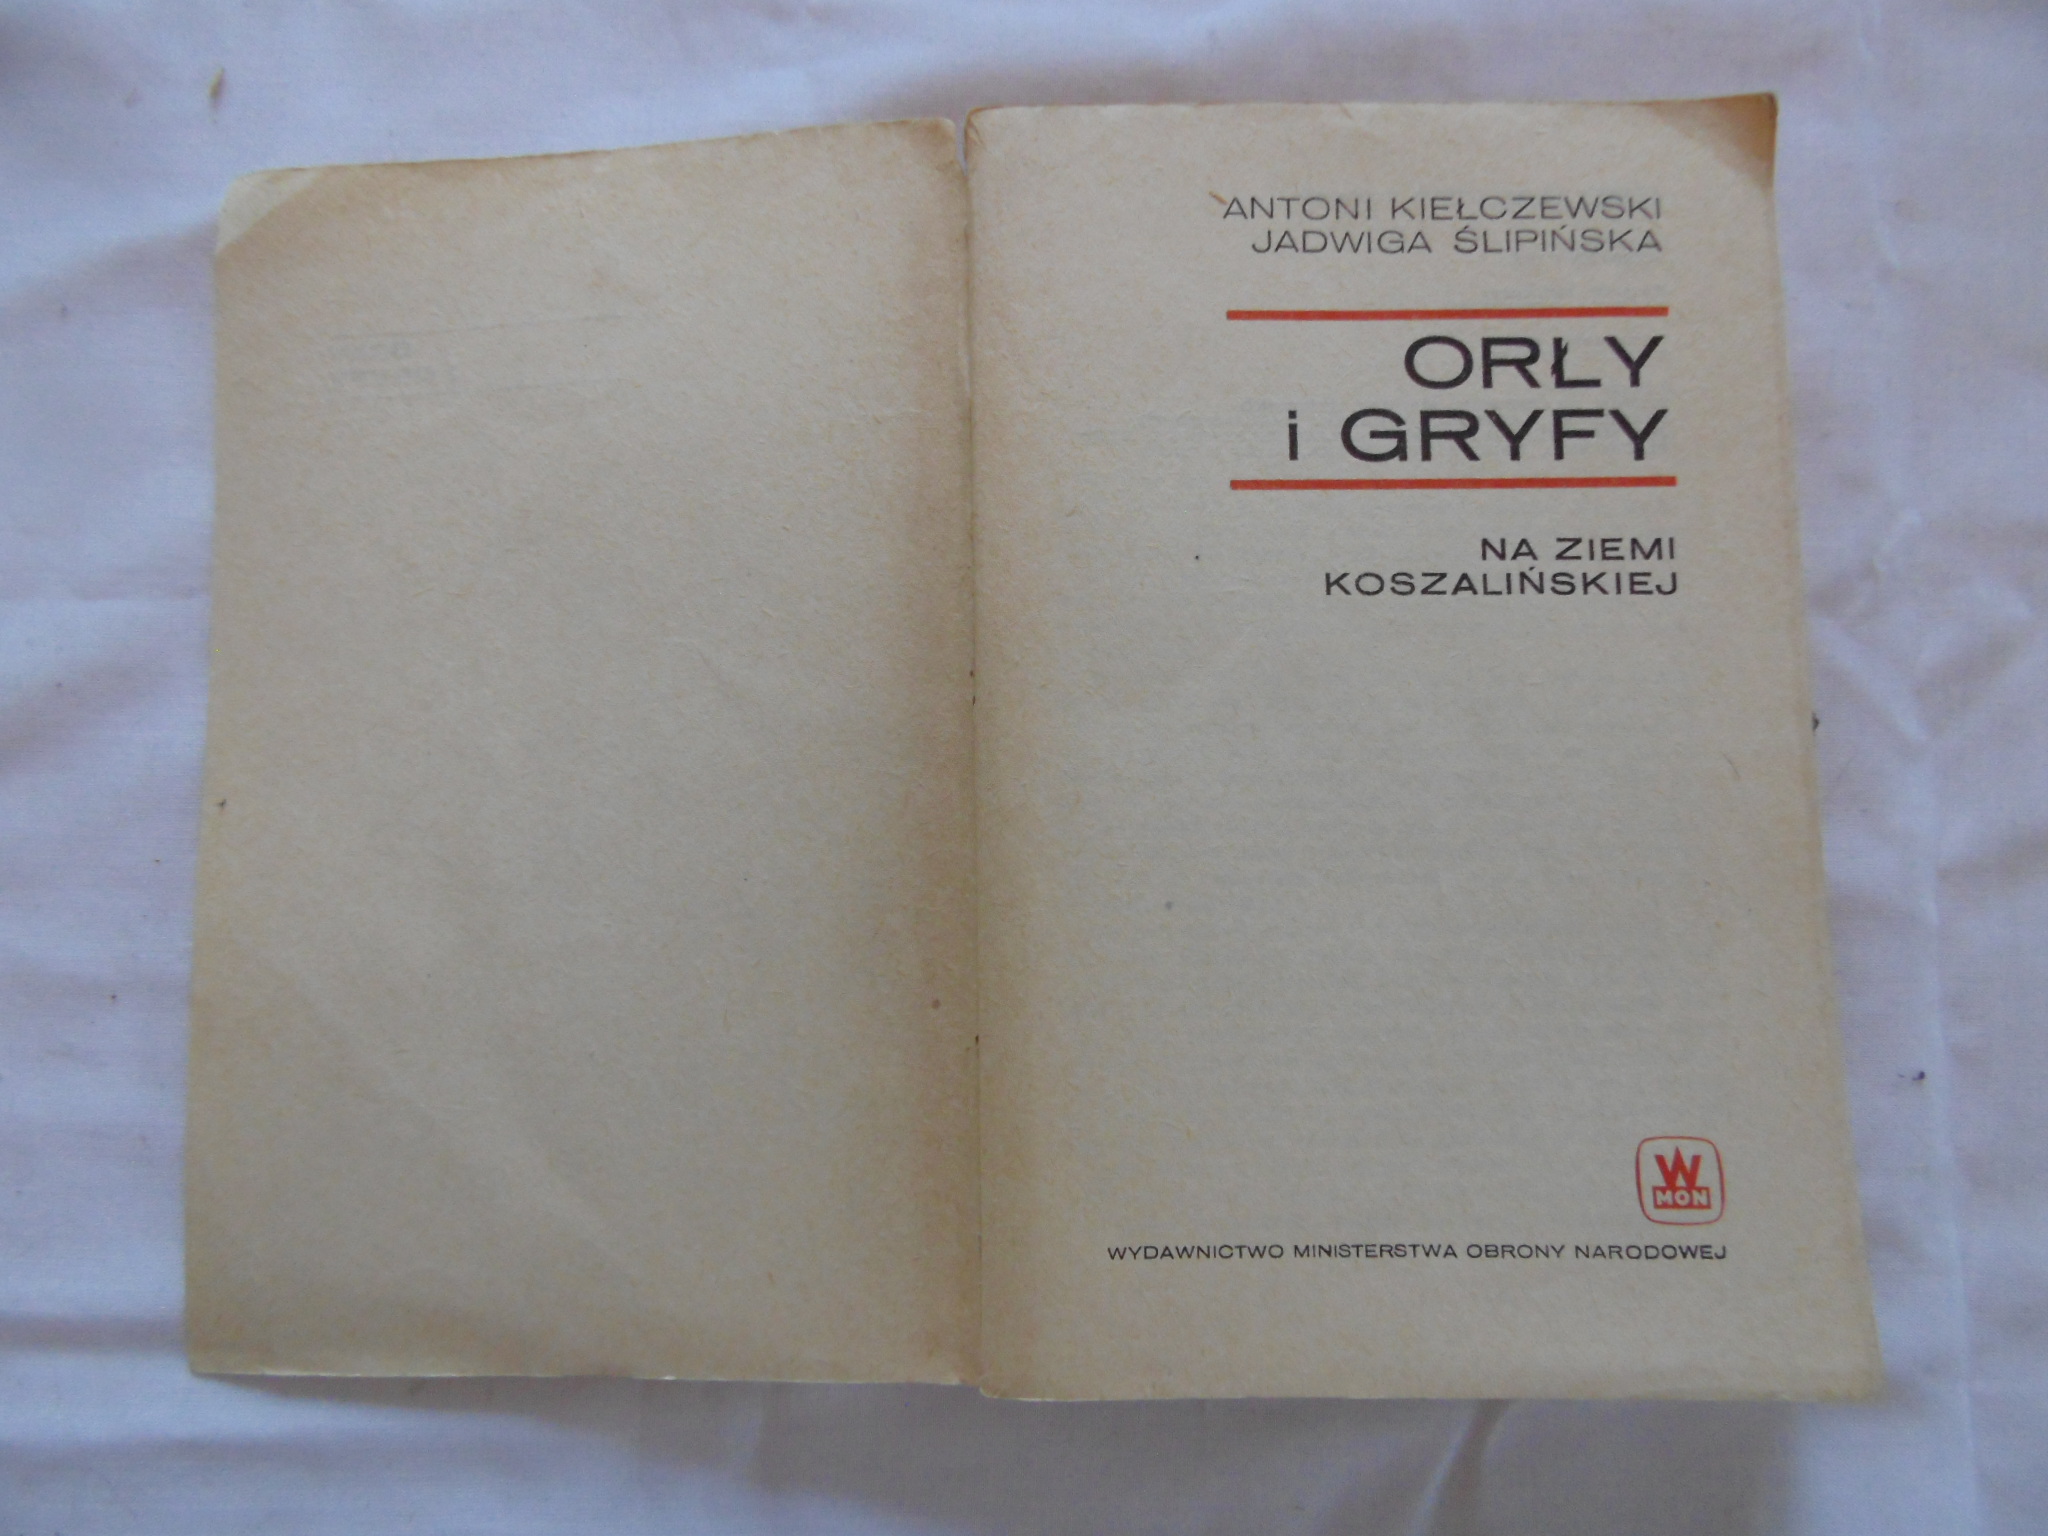 ANTONI KIEŁCZEWSKI
JADWIGA ŚLIPIŃSKA
ORŁY
i GRYFY
NA ZIEMI
KOSZALIŃSKIEJ
W
MON
WYDAWNICTWO MINISTERSTWA OBRONY NARODOWEJ